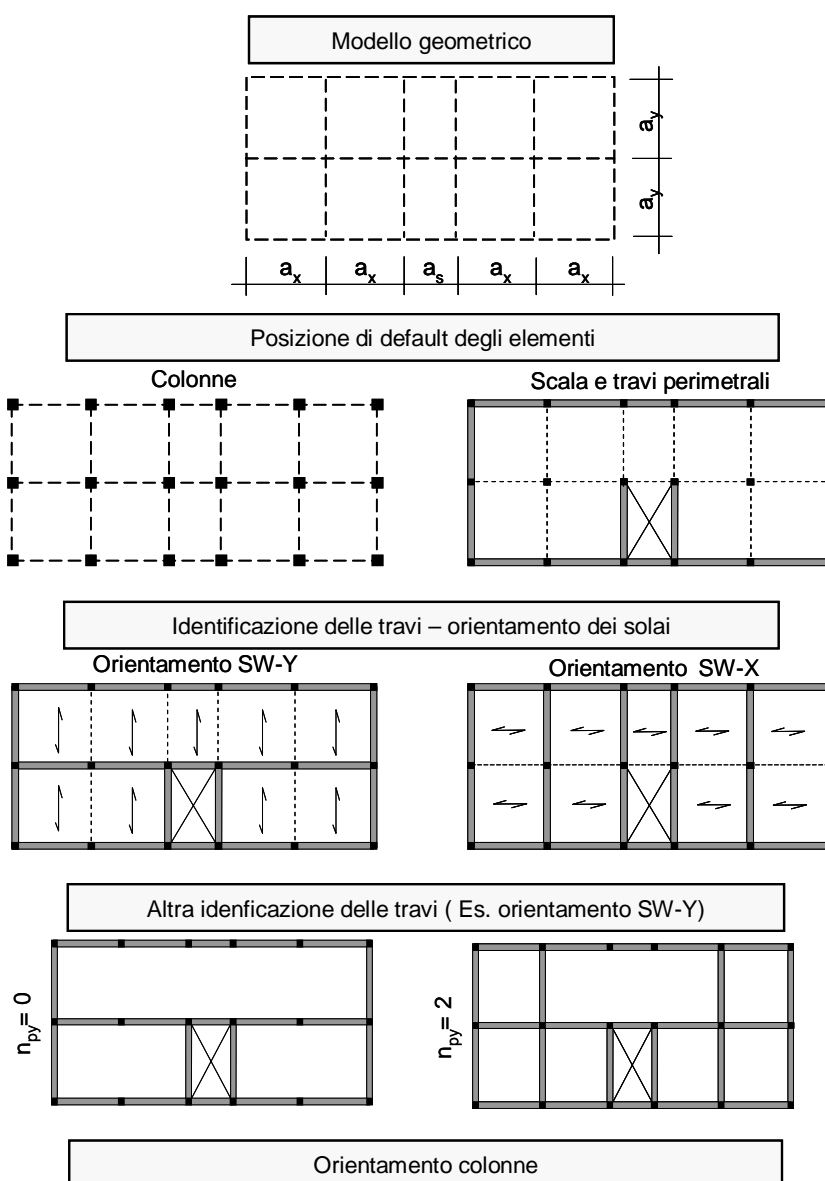 Modello geometrico
a_y
a_y
a_x a_x a_s a_x a_x
Posizione di default degli elementi
Colonne
Scala e travi perimetrali
Identificazione delle travi – orientamento dei solai
Orientamento SW-Y
Orientamento SW-X
Altra idenficazione delle travi ( Es. orientamento SW-Y)
n_py= 0
n_py= 2
Orientamento colonne